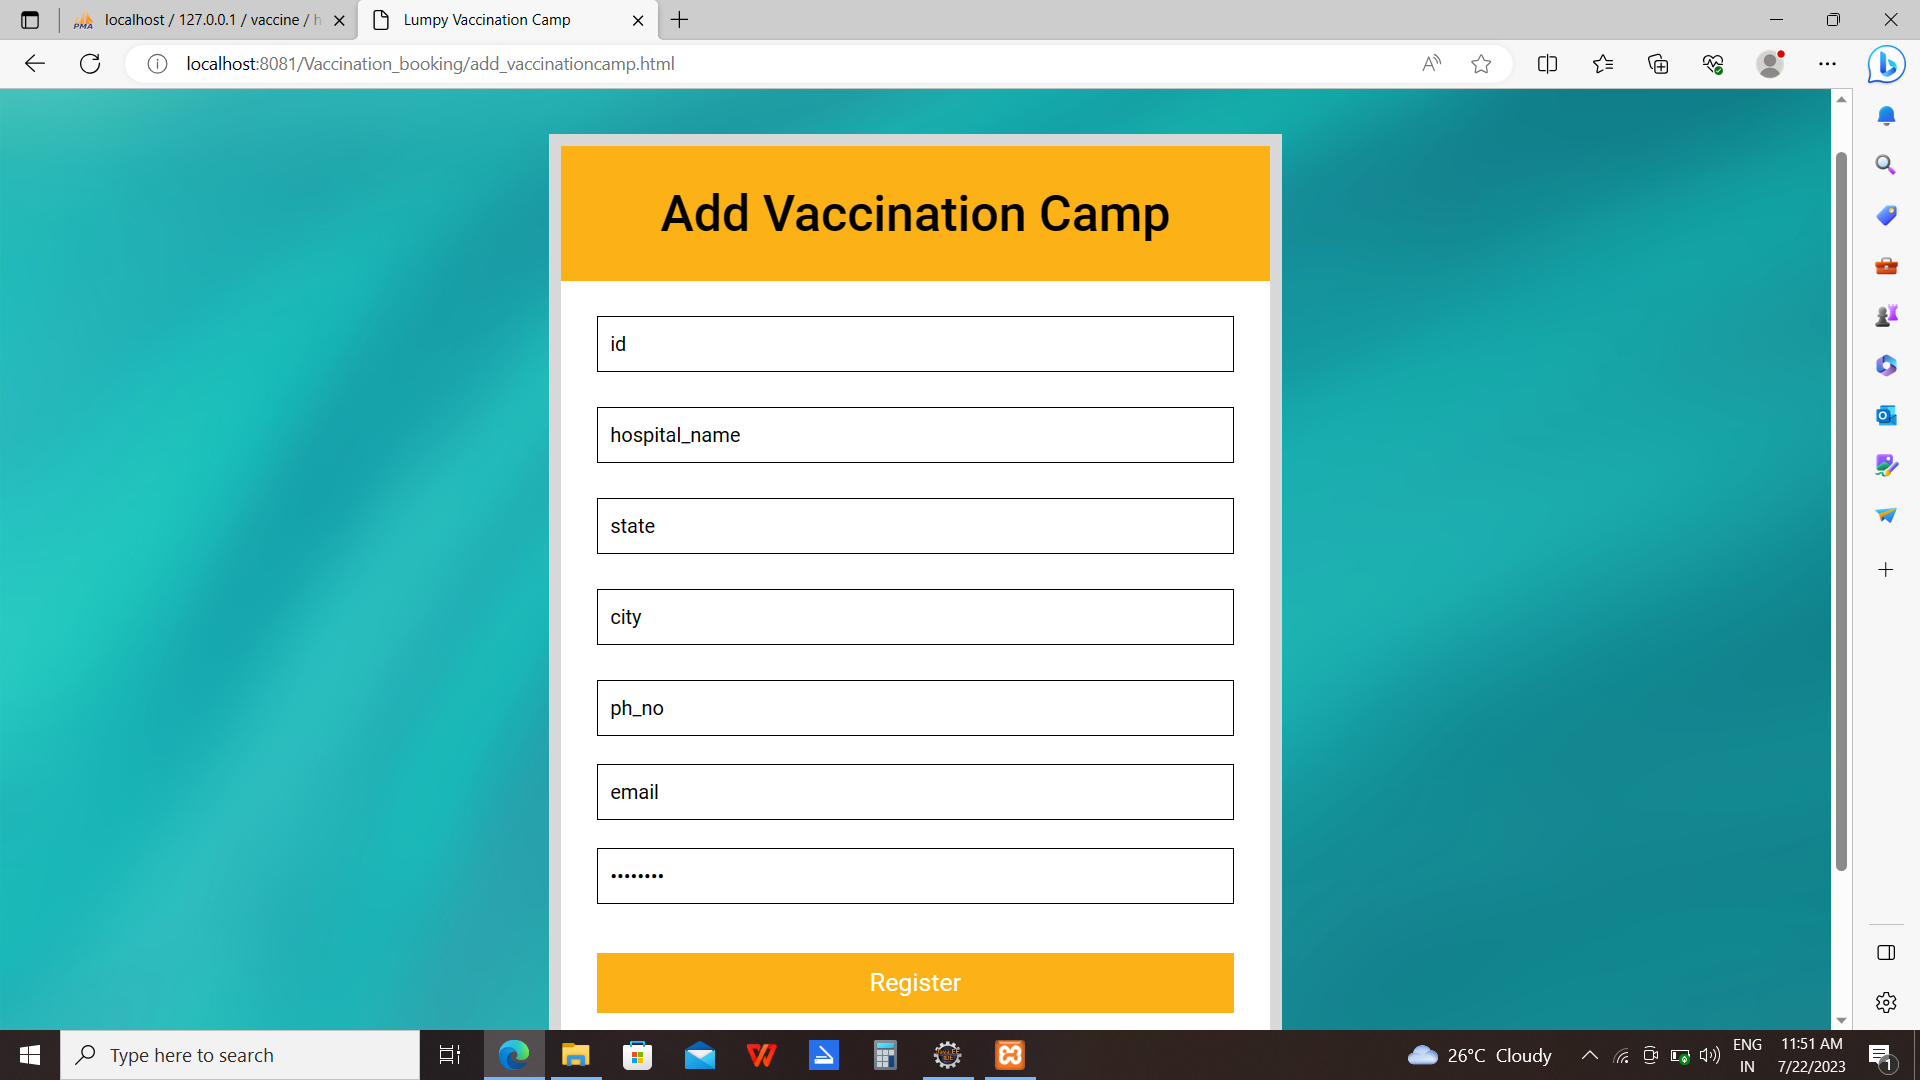 localhost / 127.0.0.1 / vaccine / h
Lumpy Vaccination Camp
localhost:8081/Vaccination_booking/add_vaccinationcamp.html
Add Vaccination Camp
id
hospital_name
state
city
ph_no
email
••••••••
Register
Type here to search
26°C Cloudy
ENG
IN
11:51 AM
7/22/2023
1